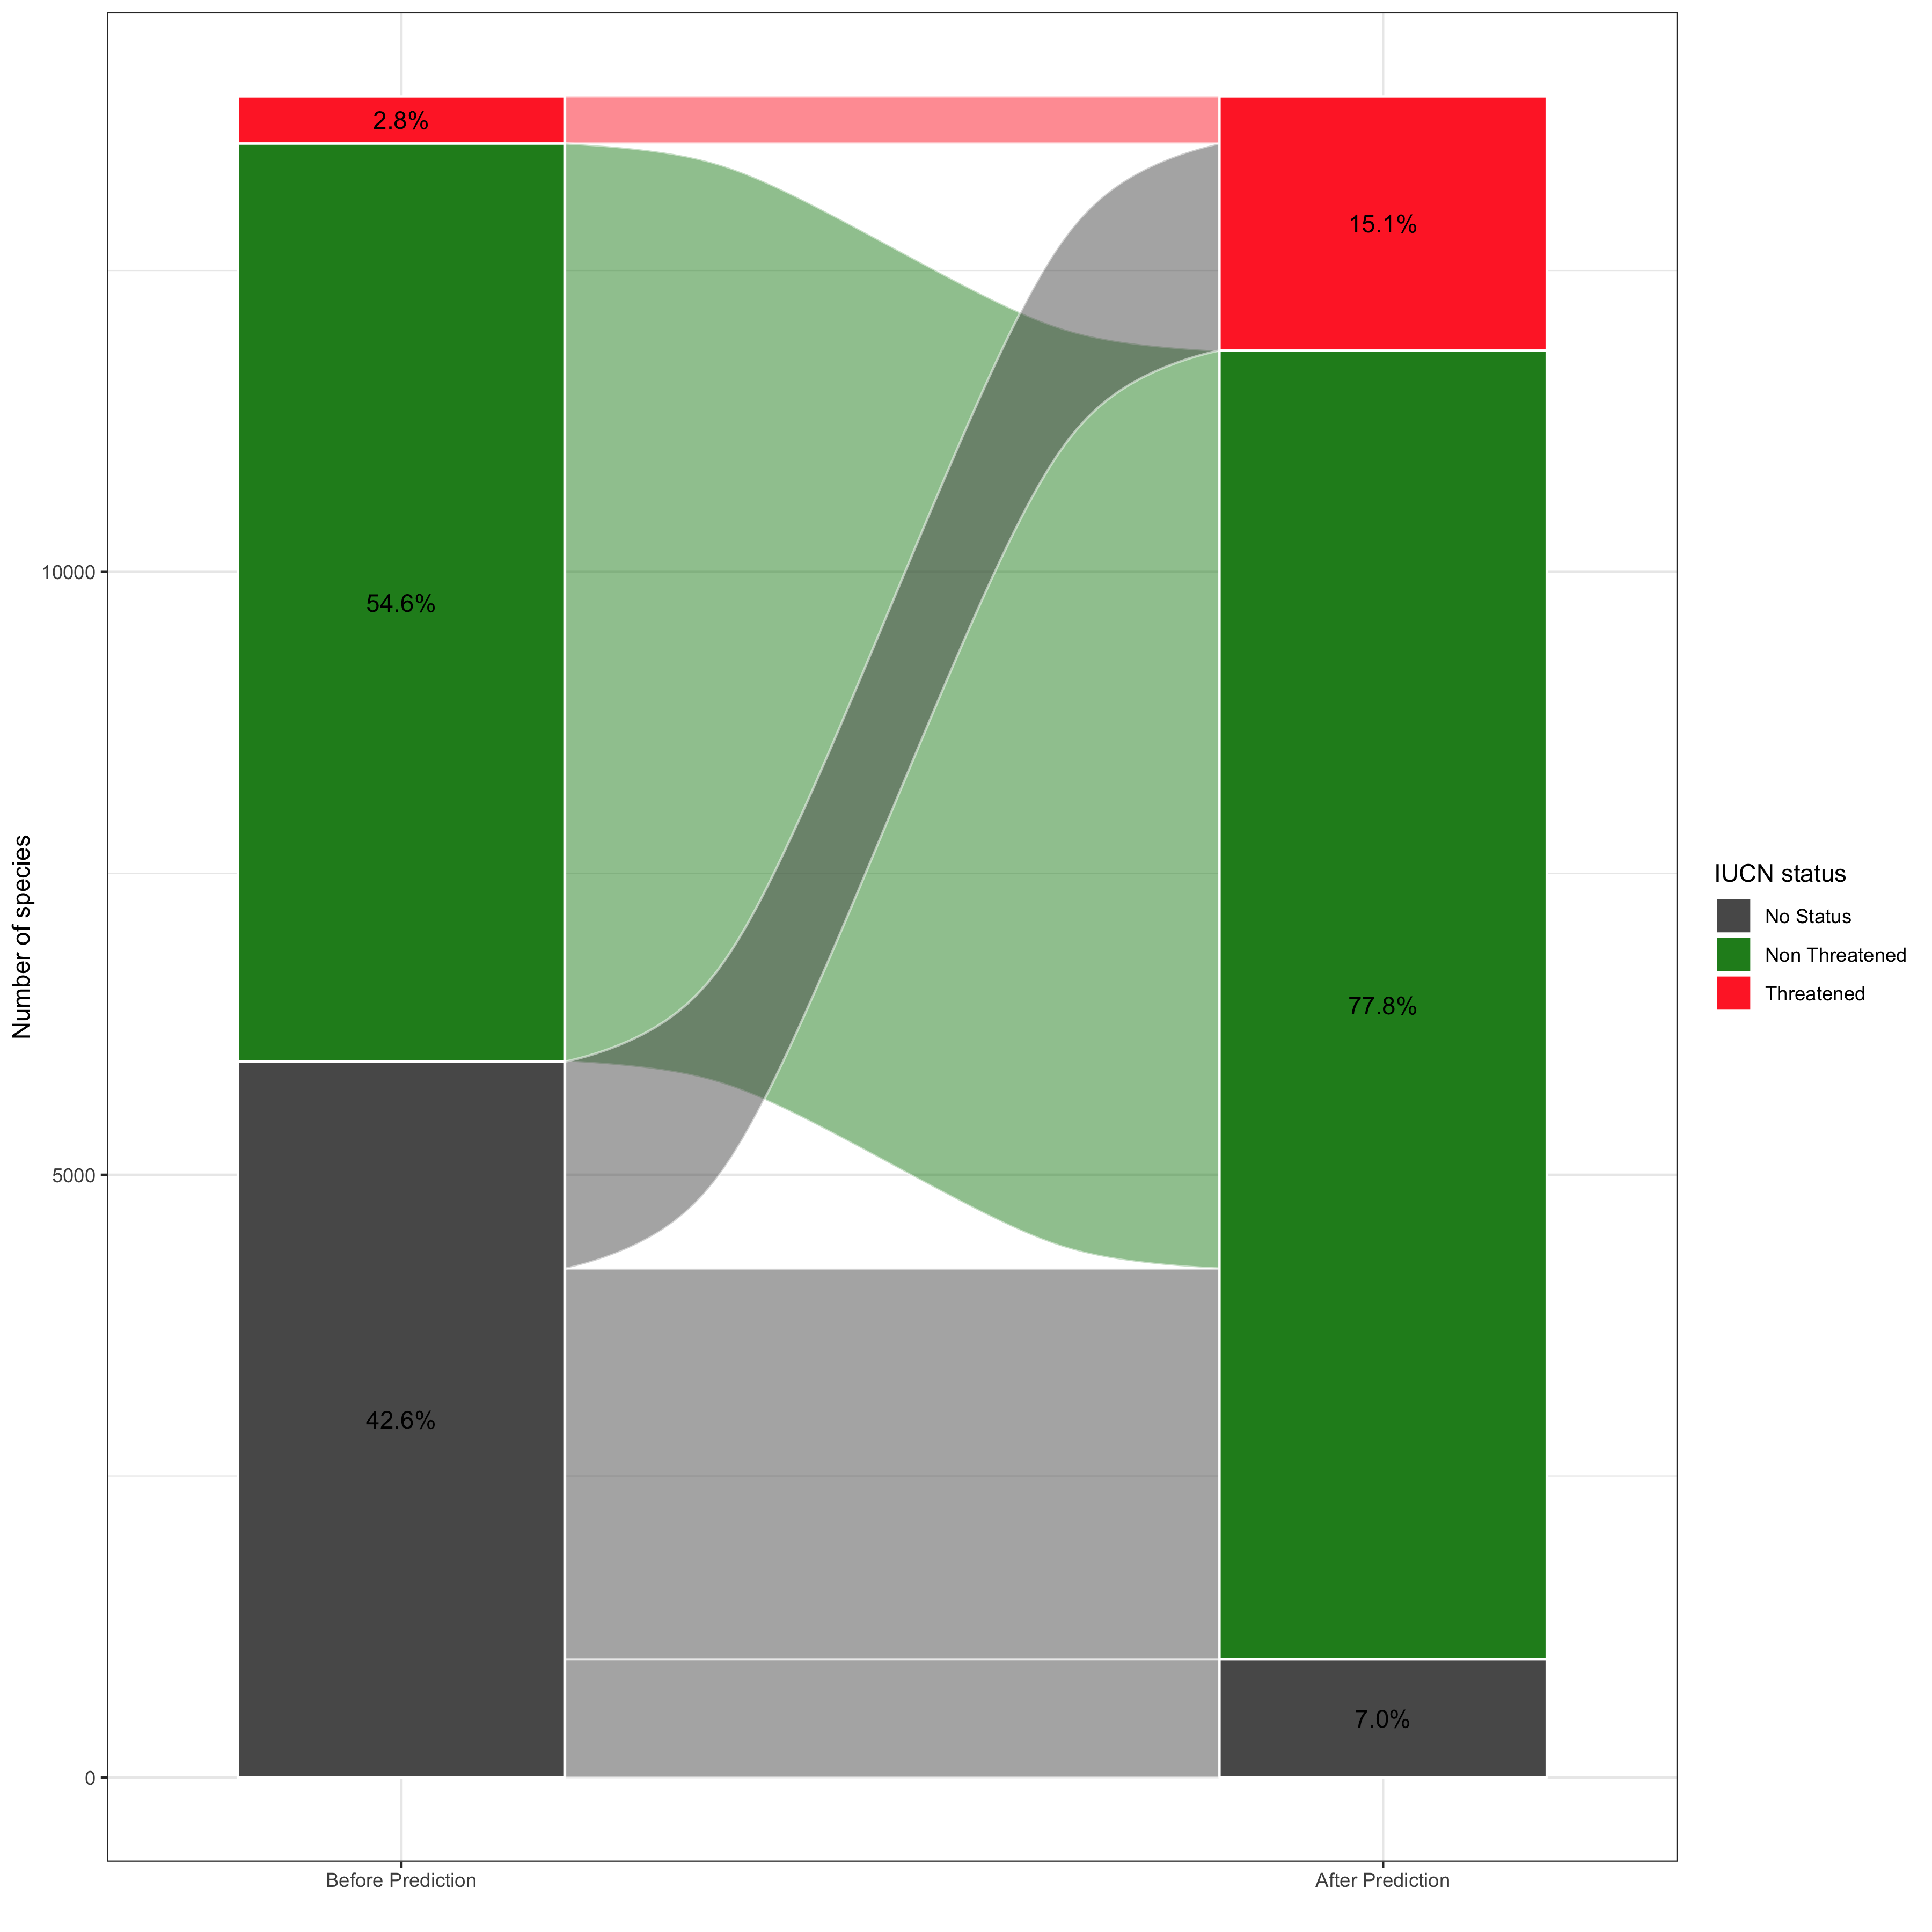 Number of species
10000
5000
0
2.8%
54.6%
42.6%
15.1%
77.8%
7.0%
Before Prediction
After Prediction
IUCN status
No Status
Non Threatened
Threatened